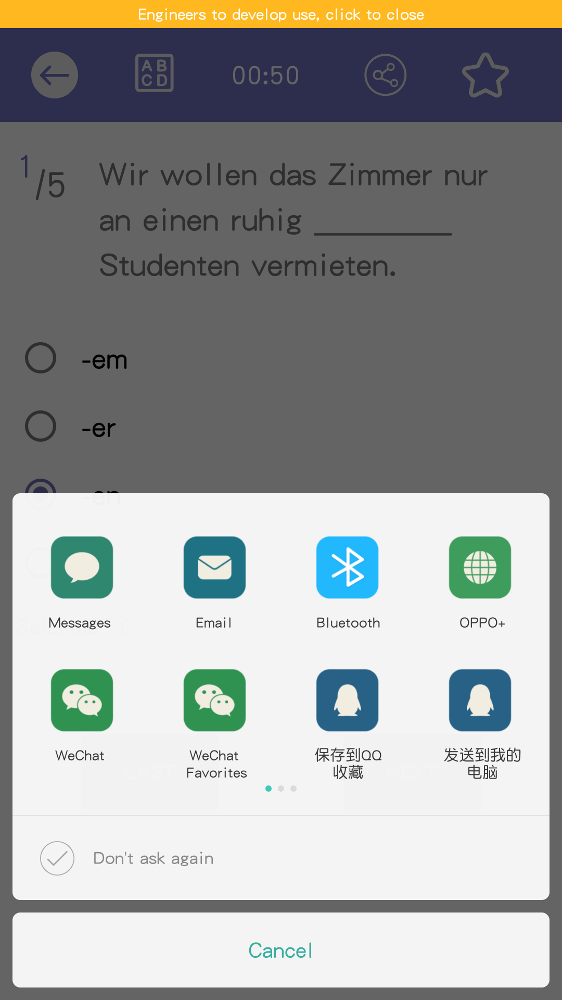 Engineers to develop use, click to close
A B
C D
00:50
1/5
Wir wollen das Zimmer nur
an einen ruhig ________
Studenten vermieten.
-em
-er
-en
Messages
Email
Bluetooth
OPPO+
WeChat
WeChat
Favorites
保存到QQ
收藏
发送到我的
电脑
LAST
NEXT
Don't ask again
Cancel